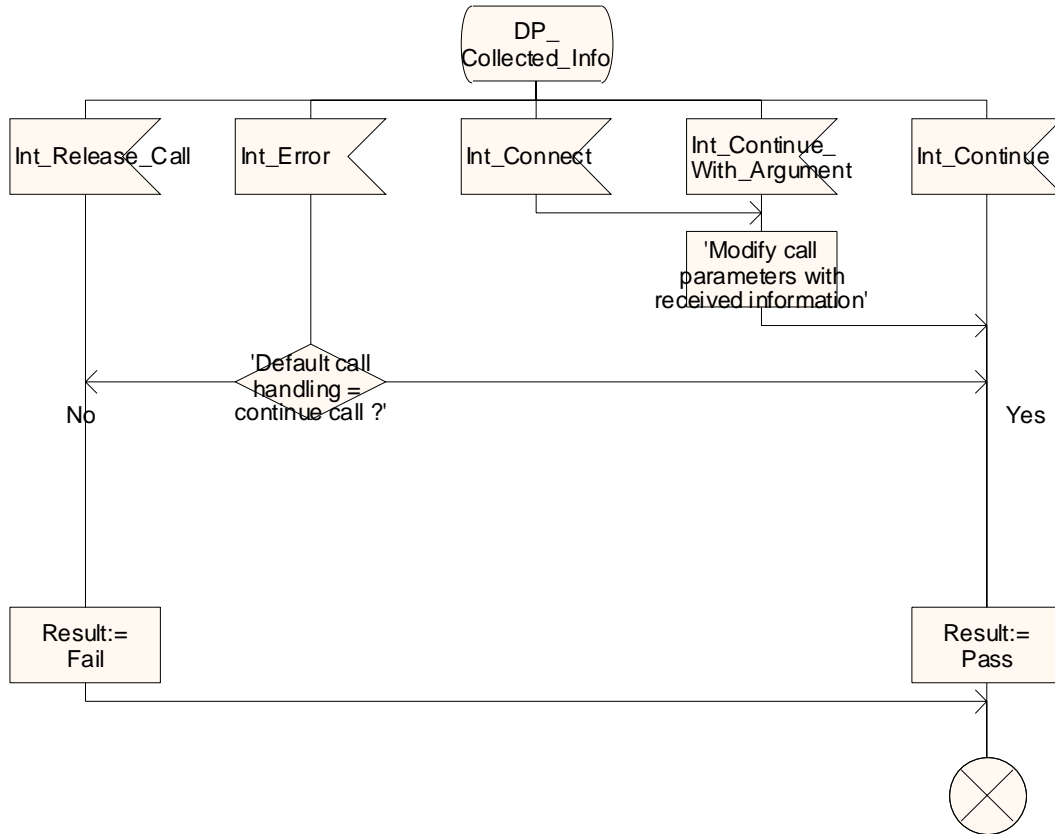 DP_
Collected_Info
Int_Release_Call
Int_Error
Int_Connect
Int_Continue_
With_Argument
Int_Continue
'Modify call
parameters with
received information'
'Default call
handling =
continue call ?'
No
Yes
Result:=
Fail
Result:=
Pass